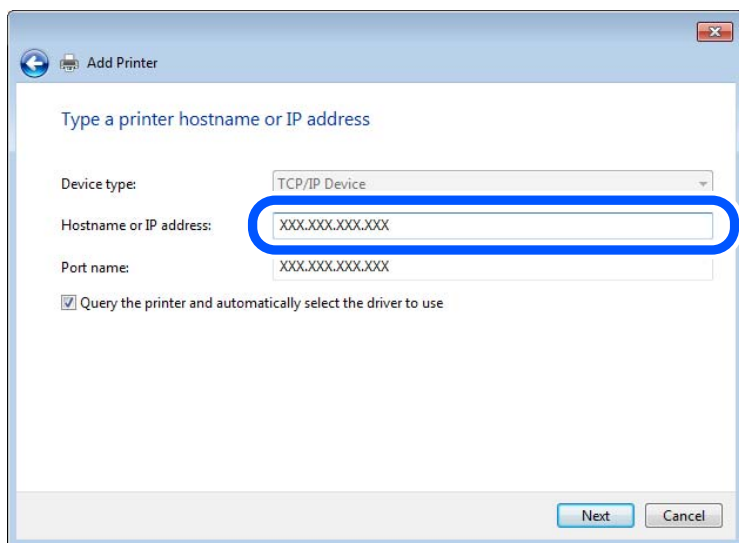 Add Printer
Type a printer hostname or IP address
Device type: TCP/IP Device
Hostname or IP address: XXX.XXX.XXX.XXX
Port name: XXX.XXX.XXX.XXX
Query the printer and automatically select the driver to use
Next Cancel